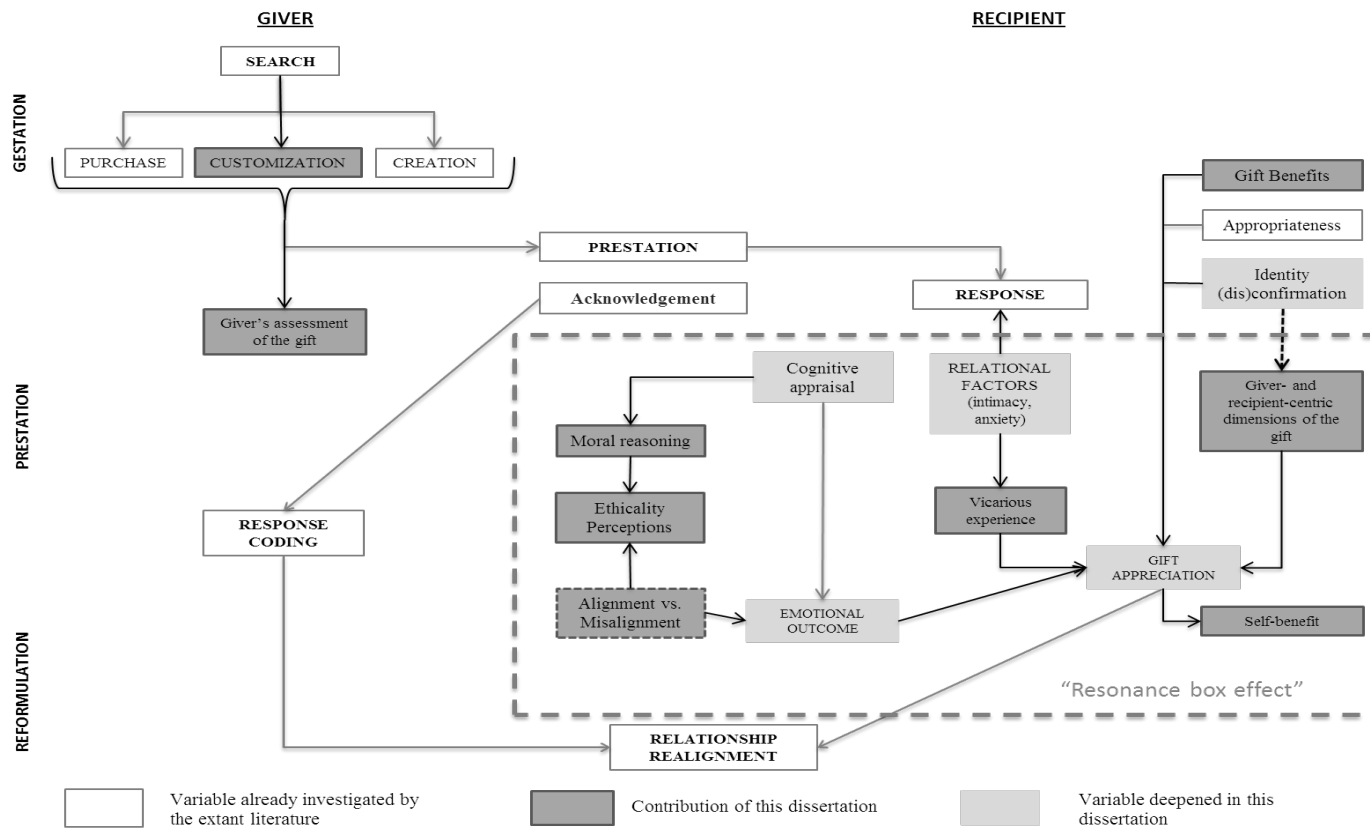 GIVER
RECIPIENT
GESTATION
SEARCH
PURCHASE
CUSTOMIZATION
CREATION
Gift Benefits
Appropriateness
PRESTATION
Identity
(dis)confirmation
Acknowledgement
RESPONSE
Giver's assessment
of the gift
PRESTATION
Cognitive
appraisal
RELATIONAL
FACTORS
(intimacy,
anxiety)
Giver- and
recipient-centric
dimensions of the
gift
Moral reasoning
Ethicality
Perceptions
Vicarious
experience
RESPONSE
CODING
GIFT
APPRECIATION
Alignment vs.
Misalignment
EMOTIONAL
OUTCOME
Self-benefit
REFORMULATION
"Resonance box effect"
RELATIONSHIP
REALIGNMENT
Variable already investigated by
the extant literature
Contribution of this dissertation
Variable deepened in this
dissertation